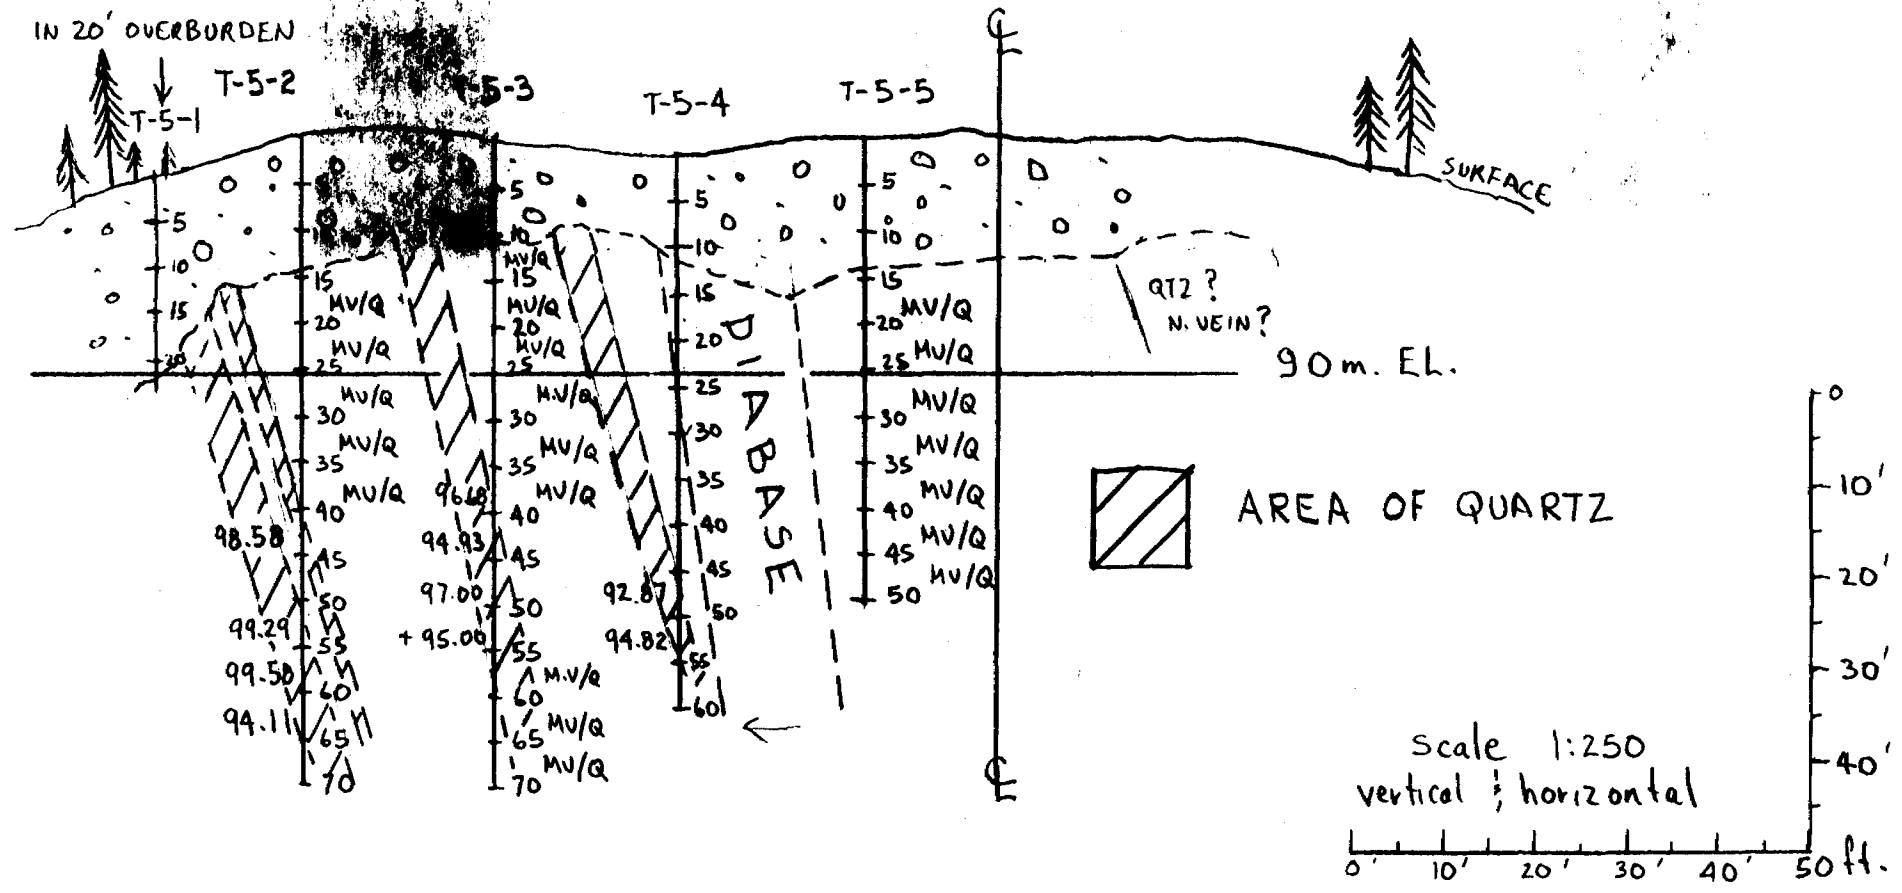 IN 20' OVERBURDEN
T-5-1
T-5-2
T-5-3
T-5-4
T-5-5
℄
SURFACE
5
10
15
20
5
10
15
MV/Q
20
MV/Q
25
MV/Q
30
MV/Q
35
MV/Q
40
98.58
45
50
99.29
55
99.50
60
94.11
65
70
5
10
MV/Q
15
MV/Q
20
MV/Q
25
M.V/Q
30
MV/Q
35
96.68
MV/Q
40
94.93
45
97.00
50
+ 95.00
55
M.V/Q
60
MV/Q
65
MV/Q
70
5
10
15
20
25
30
35
40
45
92.87
50
94.82
55
60
DIABASE
5
10
15
MV/Q
20
MV/Q
25
MV/Q
30
MV/Q
35
MV/Q
40
MV/Q
45
MV/Q
50
℄
QTZ ?
N. VEIN ?
90 m. EL.
AREA OF QUARTZ
0
10'
20'
30'
40'
Scale 1:250
vertical & horizontal
0' 10' 20' 30' 40' 50 ft.